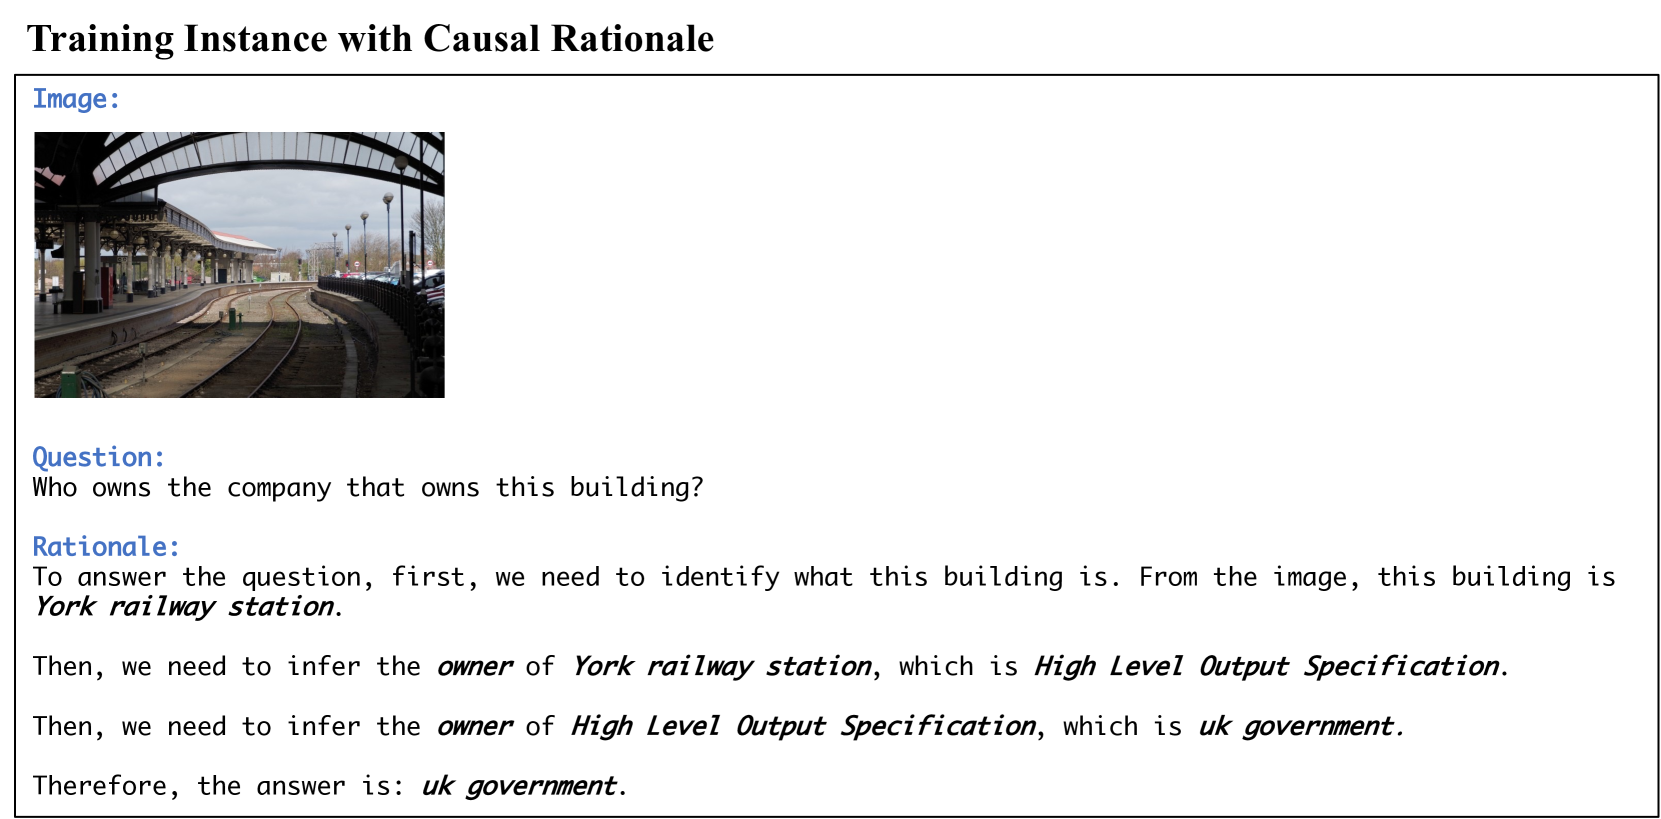 Training Instance with Causal Rationale
Image:
Question:
Who owns the company that owns this building?
Rationale:
To answer the question, first, we need to identify what this building is. From the image, this building is
York railway station.
Then, we need to infer the owner of York railway station, which is High Level Output Specification.
Then, we need to infer the owner of High Level Output Specification, which is uk government.
Therefore, the answer is: uk government.